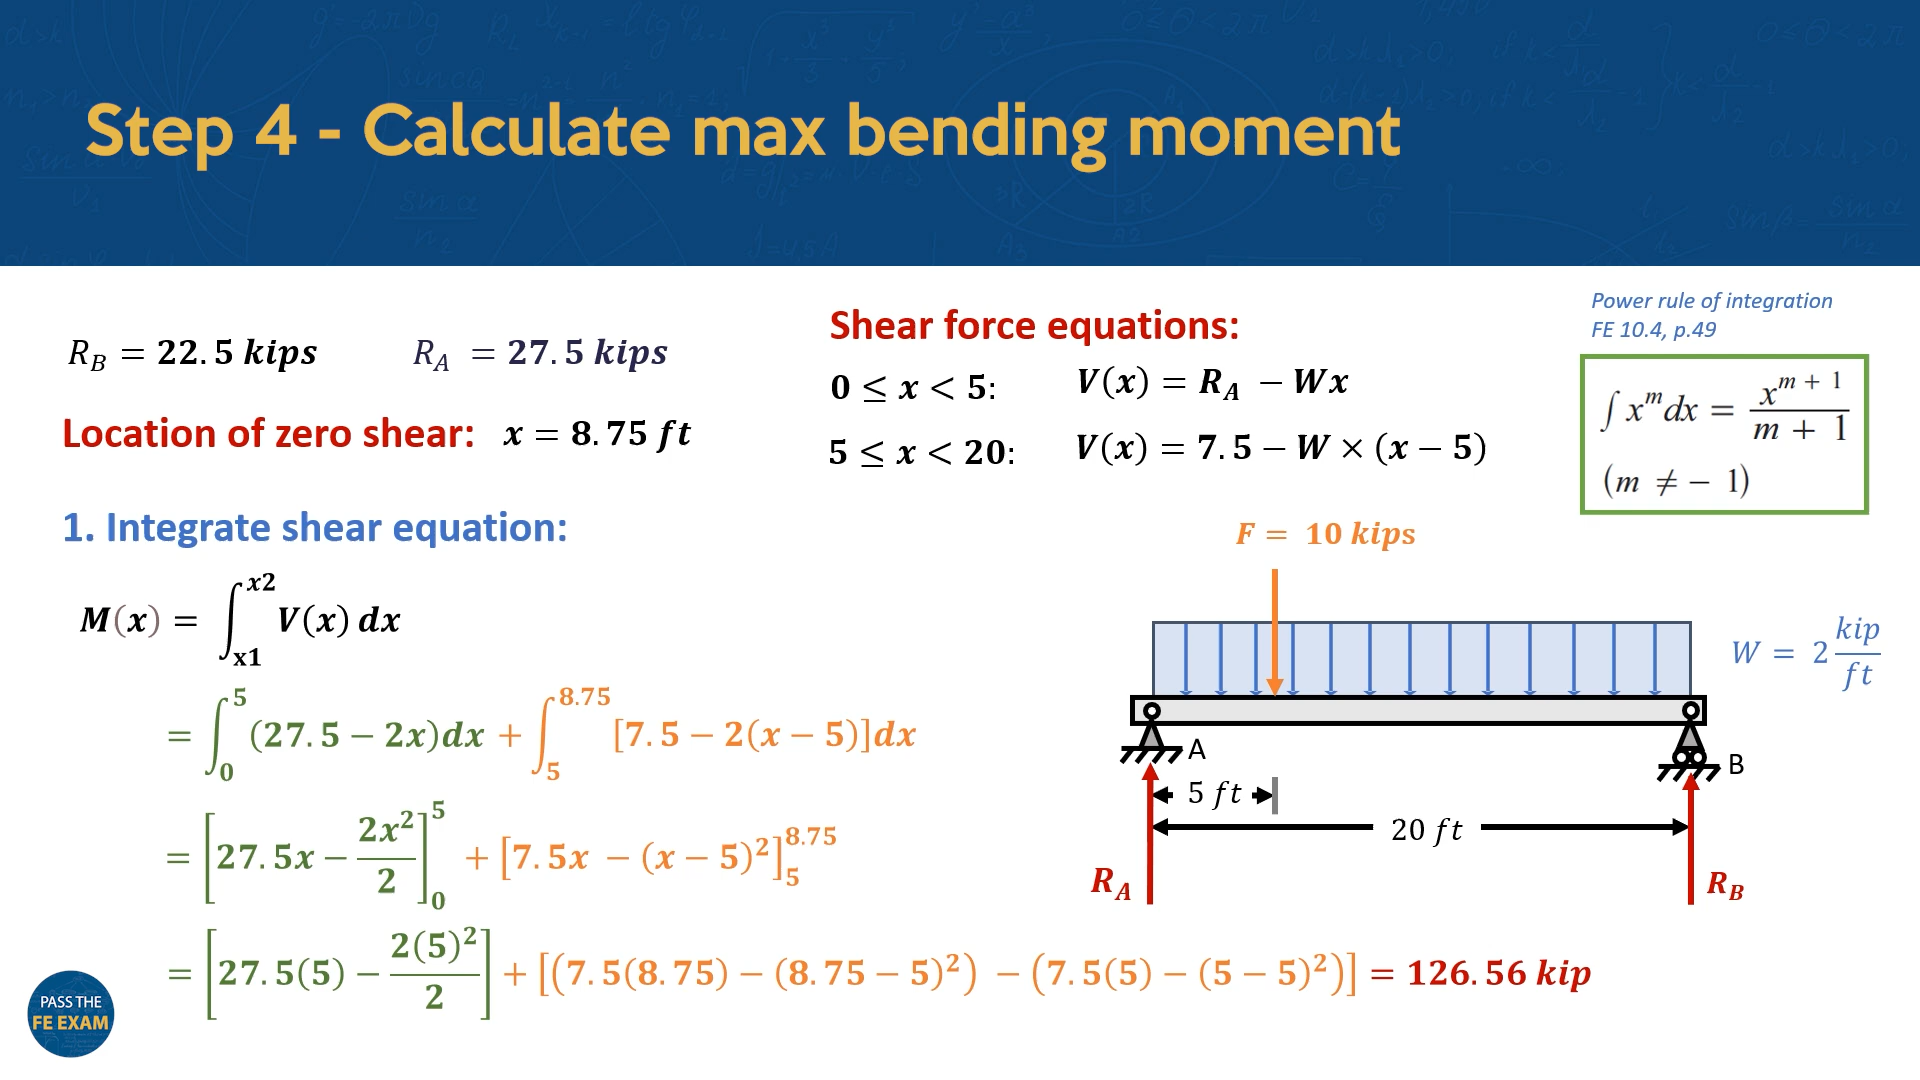 Step 4 - Calculate max bending moment
R_B = 22.5 kips
R_A = 27.5 kips
Location of zero shear: x = 8.75 ft
Shear force equations:
0 ≤ x < 5: V(x) = R_A − Wx
5 ≤ x < 20: V(x) = 7.5 − W × (x − 5)
Power rule of integration
FE 10.4, p.49
∫ x^m dx = x^(m + 1) / (m + 1)
(m ≠ − 1)
1. Integrate shear equation:
M(x) = ∫_x1^x2 V(x) dx
= ∫_0^5 (27.5 − 2x)dx + ∫_5^8.75 [7.5 − 2(x − 5)]dx
= [27.5x − 2x²/2]_0^5 + [7.5x − (x − 5)²]_5^8.75
= [27.5(5) − 2(5)²/2] + [(7.5(8.75) − (8.75 − 5)²) − (7.5(5) − (5 − 5)²)] = 126.56 kip
F = 10 kips
W = 2 kip/ft
A
B
5 ft
20 ft
R_A
R_B
PASS THE
FE EXAM